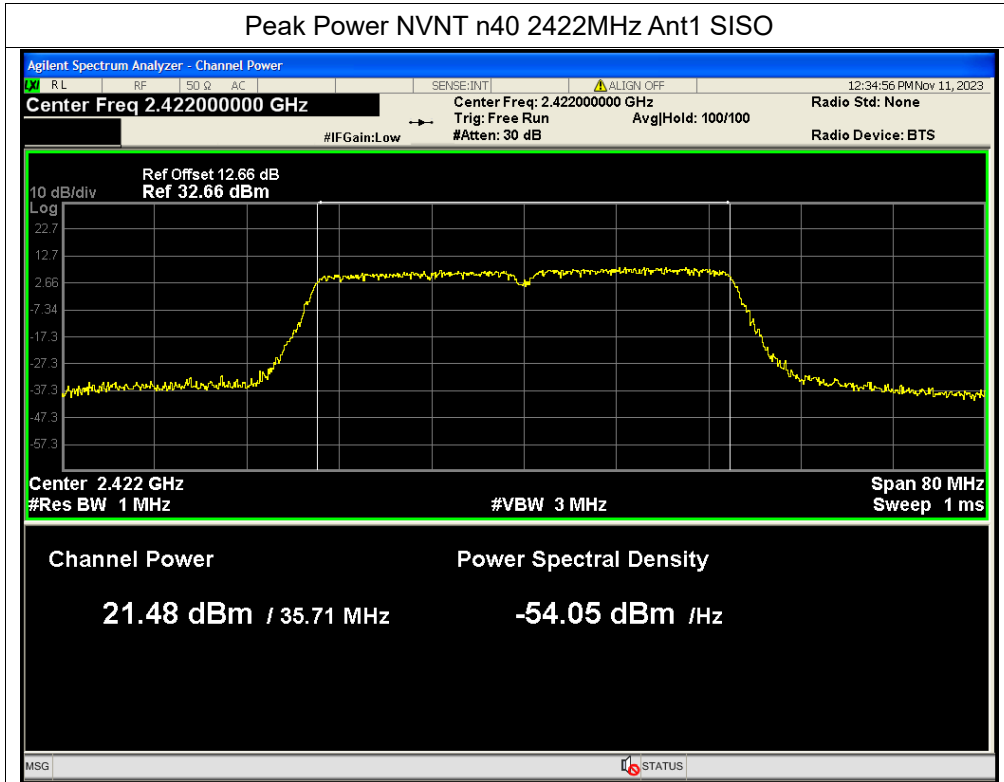 Peak Power NVNT n40 2422MHz Ant1 SISO
Agilent Spectrum Analyzer - Channel Power
LXI RL RF 50 Ω AC SENSE:INT ALIGN OFF 12:34:56 PM Nov 11, 2023
Center Freq 2.422000000 GHz Center Freq: 2.422000000 GHz Radio Std: None
Trig: Free Run Avg|Hold: 100/100
#IFGain:Low #Atten: 30 dB Radio Device: BTS
Ref Offset 12.66 dB
10 dB/div Ref 32.66 dBm
Log
22.7
12.7
2.66
-7.34
-17.3
-27.3
-37.3
-47.3
-57.3
Center 2.422 GHz Span 80 MHz
#Res BW 1 MHz #VBW 3 MHz Sweep 1 ms
Channel Power Power Spectral Density
21.48 dBm / 35.71 MHz -54.05 dBm /Hz
MSG STATUS